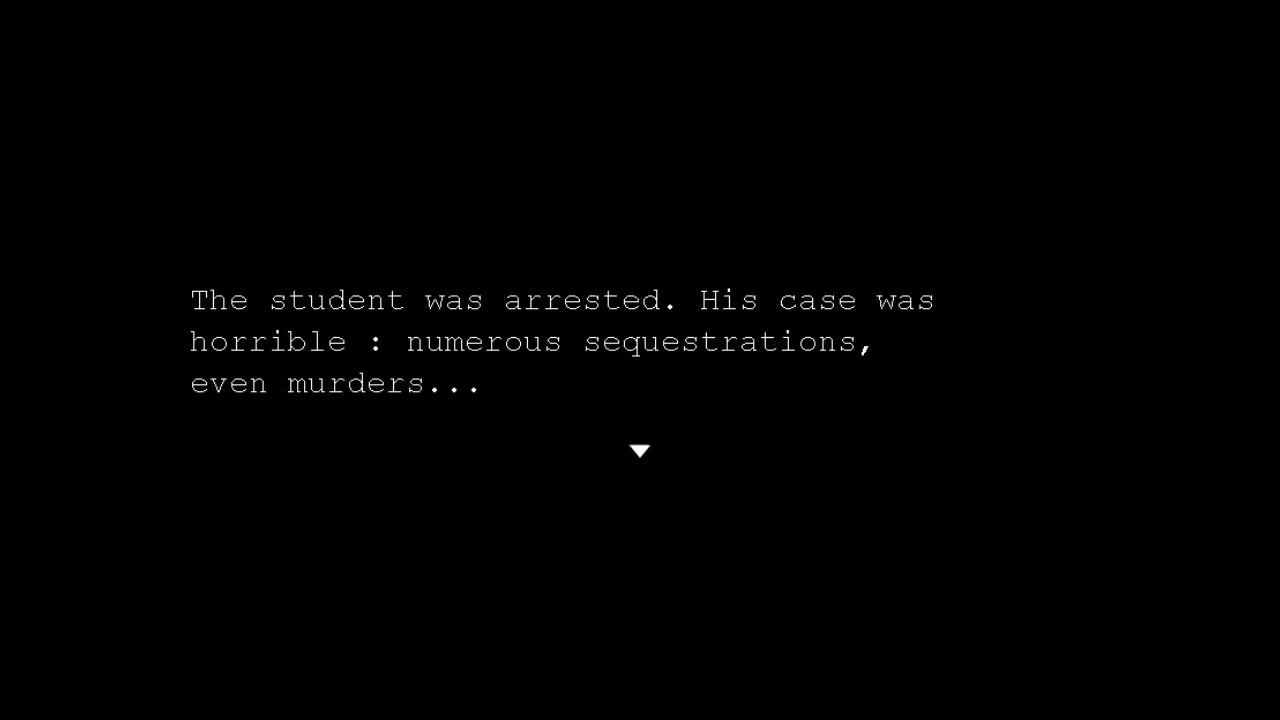 The student was arrested. His case was
horrible : numerous sequestrations,
even murders...